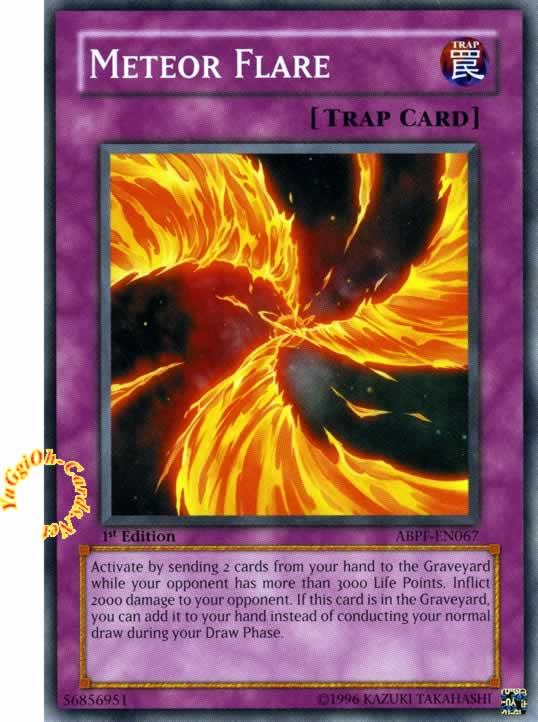 METEOR FLARE
TRAP
罠
[TRAP CARD]
YuGgiOh-Cards.Net
1st Edition
ABPF-EN067
Activate by sending 2 cards from your hand to the Graveyard
while your opponent has more than 3000 Life Points. Inflict
2000 damage to your opponent. If this card is in the Graveyard,
you can add it to your hand instead of conducting your normal
draw during your Draw Phase.
56856951
©1996 KAZUKI TAKAHASHI